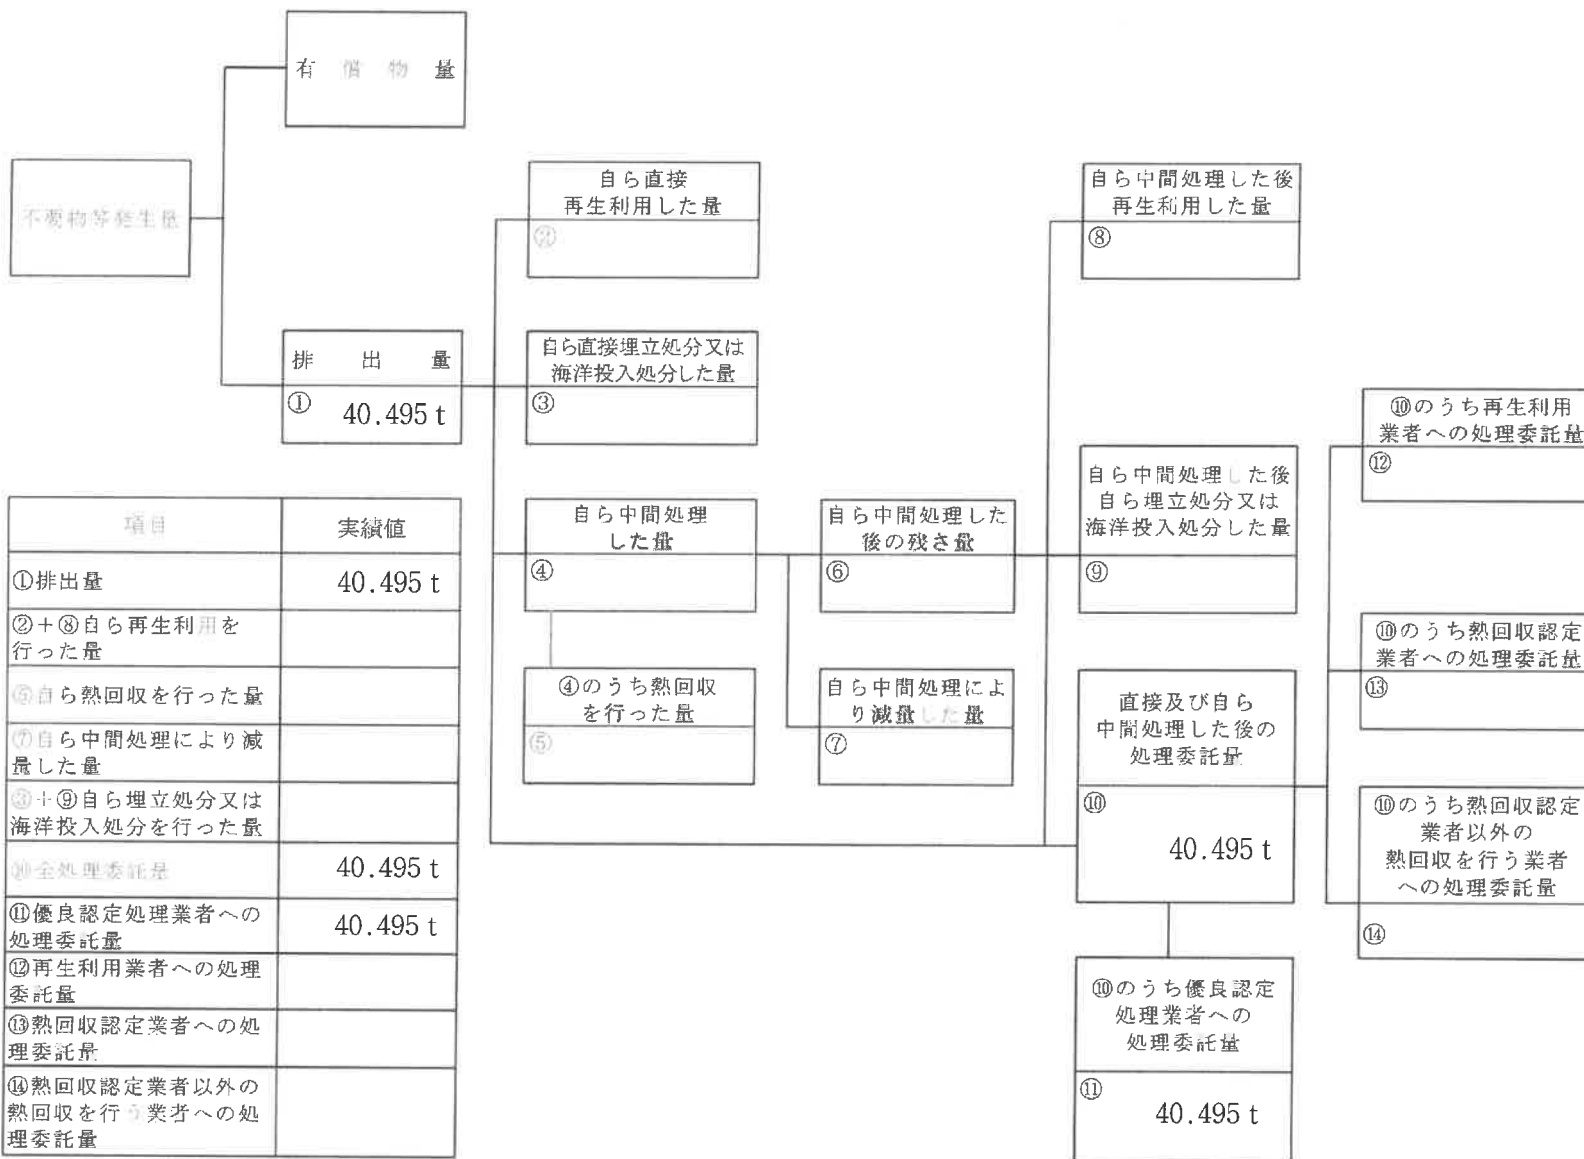 有償物量
不要物等発生量
排出量
① 40.495 t
自ら直接
再生利用した量
②
自ら直接埋立処分又は
海洋投入処分した量
③
自ら中間処理
した量
④
④のうち熱回収
を行った量
⑤
自ら中間処理した
後の残さ量
⑥
自ら中間処理によ
り減量した量
⑦
自ら中間処理した後
再生利用した量
⑧
自ら中間処理した後
自ら埋立処分又は
海洋投入処分した量
⑨
直接及び自ら
中間処理した後の
処理委託量
⑩
40.495 t
⑩のうち優良認定
処理業者への
処理委託量
⑪
40.495 t
⑩のうち再生利用
業者への処理委託量
⑫
⑩のうち熱回収認定
業者への処理委託量
⑬
⑩のうち熱回収認定
業者以外の
熱回収を行う業者
への処理委託量
⑭
項目 実績値
①排出量 40.495 t
②+⑧自ら再生利用を
行った量
⑤自ら熱回収を行った量
⑦自ら中間処理により減
量した量
③+⑨自ら埋立処分又は
海洋投入処分を行った量
⑩全処理委託量 40.495 t
⑪優良認定処理業者への
処理委託量 40.495 t
⑫再生利用業者への処理
委託量
⑬熱回収認定業者への処
理委託量
⑭熱回収認定業者以外の
熱回収を行う業者への処
理委託量